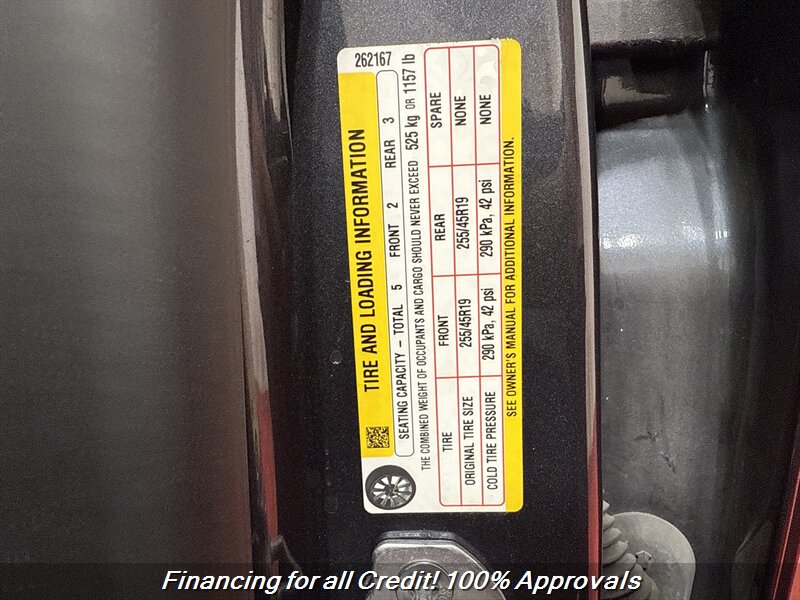 262167
TIRE AND LOADING INFORMATION
SEATING CAPACITY – TOTAL 5 FRONT 2 REAR 3
THE COMBINED WEIGHT OF OCCUPANTS AND CARGO SHOULD NEVER EXCEED 525 kg OR 1157 lb
TIRE FRONT REAR SPARE
ORIGINAL TIRE SIZE 255/45R19 255/45R19 NONE
COLD TIRE PRESSURE 290 kPa, 42 psi 290 kPa, 42 psi NONE
SEE OWNER'S MANUAL FOR ADDITIONAL INFORMATION.
Financing for all Credit! 100% Approvals